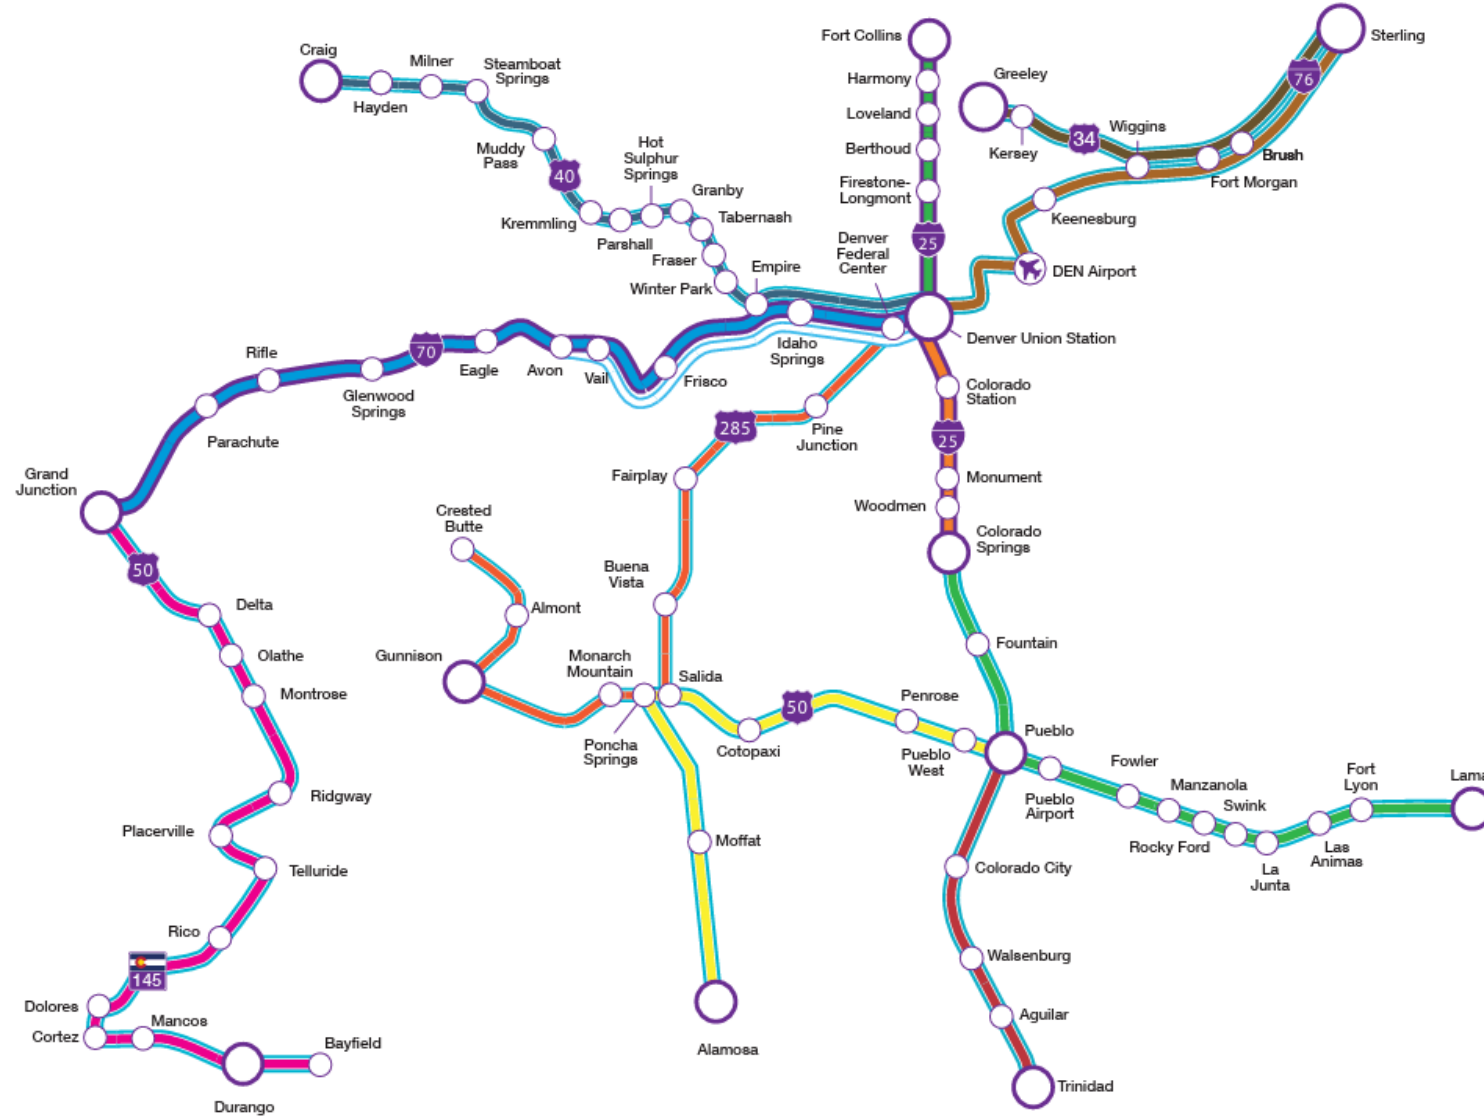 Craig
Hayden
Milner
Steamboat
Springs
Muddy
Pass
40
Kremmling
Parshall
Hot
Sulphur
Springs
Granby
Tabernash
Fraser
Winter Park
Empire
Idaho
Springs
Denver
Federal
Center
Fort Collins
Harmony
Loveland
Berthoud
Firestone-
Longmont
25
Greeley
Kersey
34
Wiggins
Fort Morgan
Brush
76
Sterling
Keenesburg
DEN Airport
Denver Union Station
Rifle
70
Eagle
Avon
Vail
Frisco
Glenwood
Springs
Parachute
Grand
Junction
50
Delta
Olathe
Montrose
Ridgway
Placerville
Telluride
Rico
145
Dolores
Cortez
Mancos
Durango
Bayfield
Pine
Junction
285
Fairplay
Buena
Vista
Crested
Butte
Almont
Gunnison
Monarch
Mountain
Salida
Poncha
Springs
Cotopaxi
50
Penrose
Pueblo
West
Moffat
Alamosa
Colorado
Station
25
Monument
Woodmen
Colorado
Springs
Fountain
Pueblo
Pueblo
Airport
Fowler
Manzanola
Rocky Ford
Swink
La
Junta
Las
Animas
Fort
Lyon
Lama
Colorado City
Walsenburg
Aguilar
Trinidad